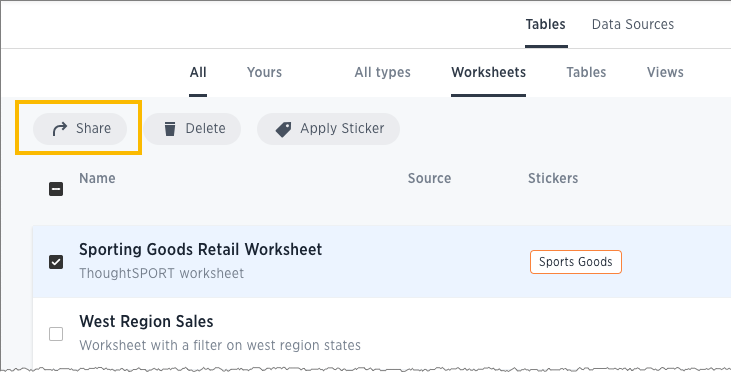 Tables Data Sources
All Yours All types Worksheets Tables Views
Share Delete Apply Sticker
Name Source Stickers
Sporting Goods Retail Worksheet
ThoughtSPORT worksheet
Sports Goods
West Region Sales
Worksheet with a filter on west region states